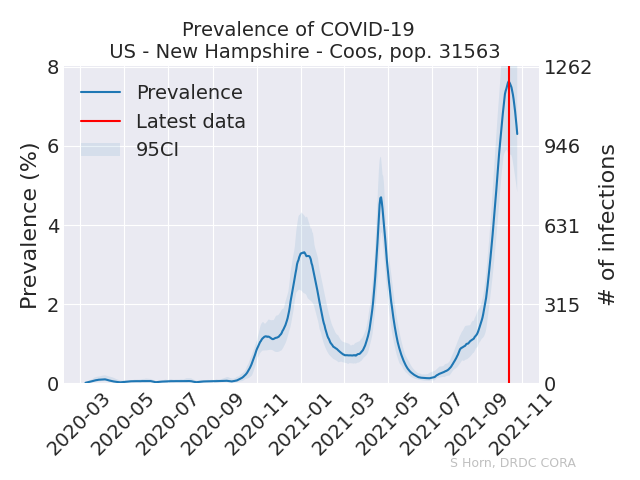 Prevalence of COVID-19
US - New Hampshire - Coos, pop. 31563
8
6
4
2
0
Prevalence (%)
Prevalence
Latest data
95CI
1262
946
631
315
0
# of infections
2020-03
2020-05
2020-07
2020-09
2020-11
2021-01
2021-03
2021-05
2021-07
2021-09
2021-11
S Horn, DRDC CORA